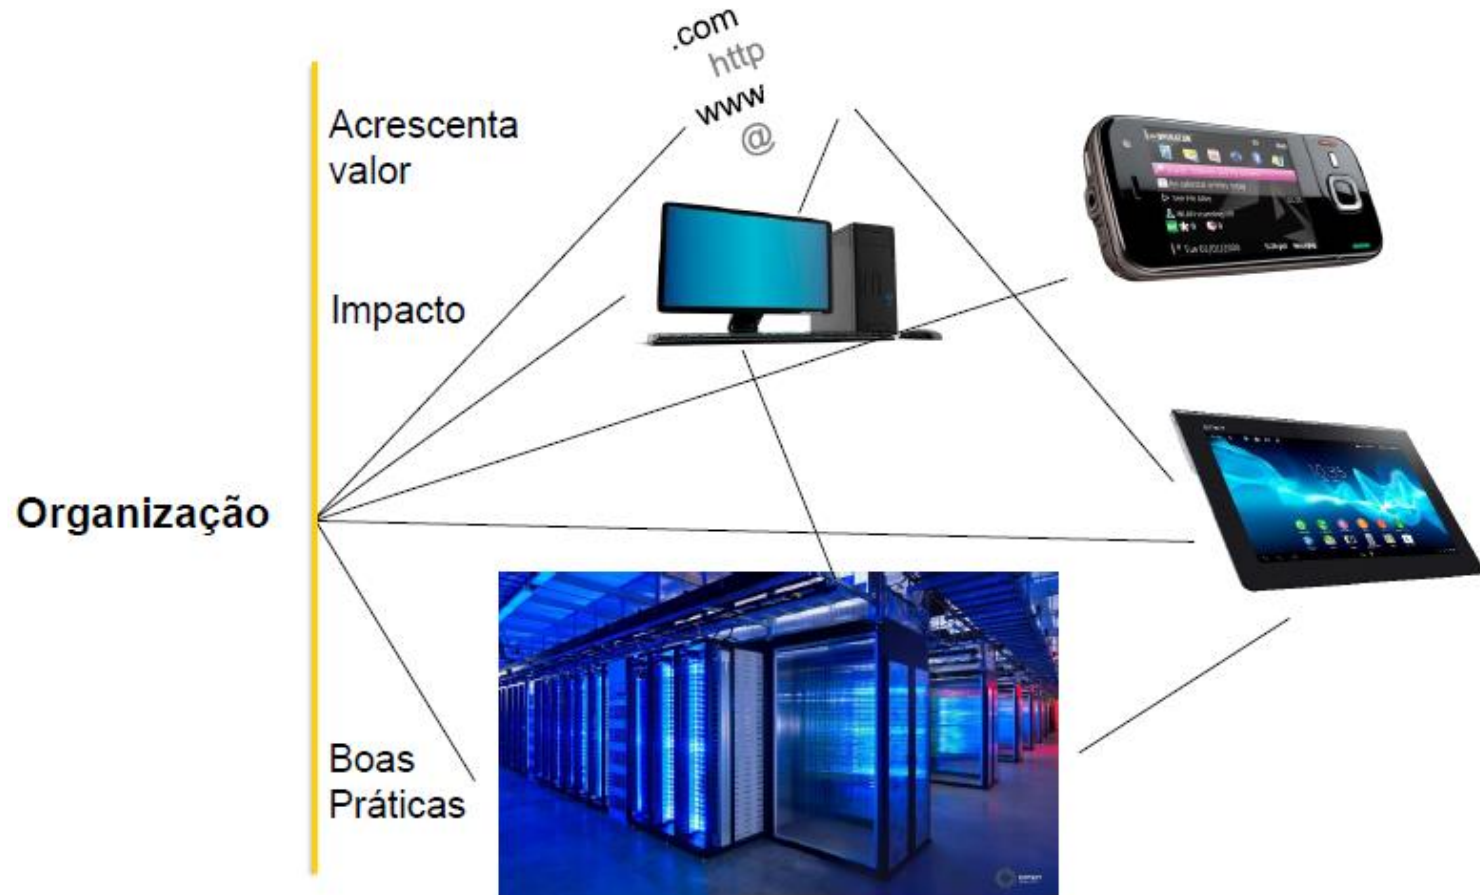 .com
http
www
@
Acrescenta
valor
Impacto
Organização
Boas
Práticas